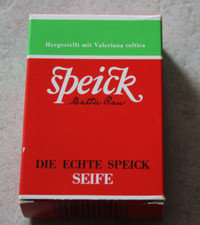 Hergestellt mit Valeriana celtica
Speick
Walter Rau
DIE ECHTE SPEICK
SEIFE